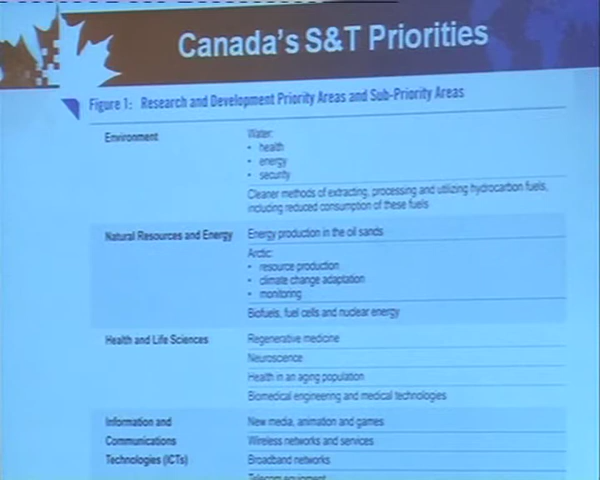 Canada's S&T Priorities
Figure 1: Research and Development Priority Areas and Sub-Priority Areas
Environment
Water:
• health
• energy
• security
Cleaner methods of extracting, processing and utilizing hydrocarbon fuels,
including reduced consumption of these fuels
Natural Resources and Energy
Energy production in the oil sands
Arctic:
• resource production
• climate change adaptation
• monitoring
Biofuels, fuel cells and nuclear energy
Health and Life Sciences
Regenerative medicine
Neuroscience
Health in an aging population
Biomedical engineering and medical technologies
Information and
Communications
Technologies (ICTs)
New media, animation and games
Wireless networks and services
Broadband networks
Telecom equipment